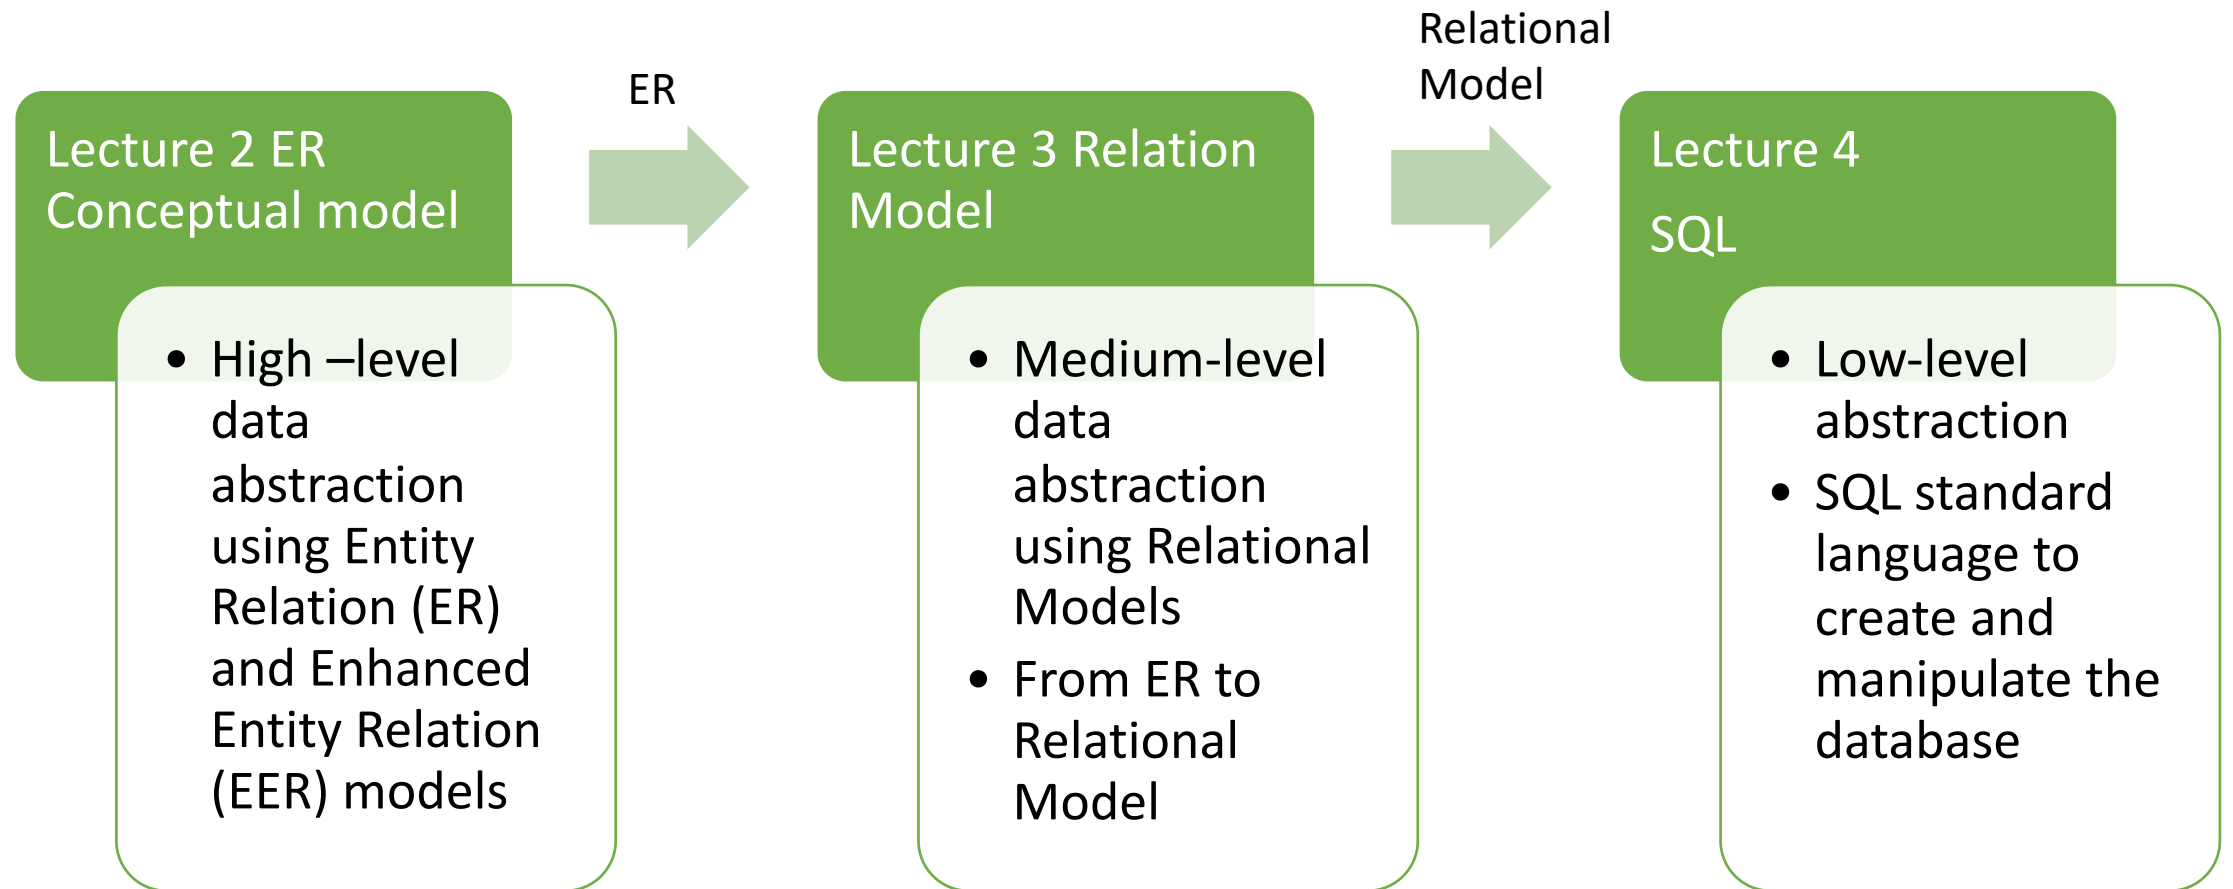 Lecture 2 ER
Conceptual model
• High –level
data
abstraction
using Entity
Relation (ER)
and Enhanced
Entity Relation
(EER) models
ER
Lecture 3 Relation
Model
• Medium-level
data
abstraction
using Relational
Models
• From ER to
Relational
Model
Relational
Model
Lecture 4
SQL
• Low-level
abstraction
• SQL standard
language to
create and
manipulate the
database